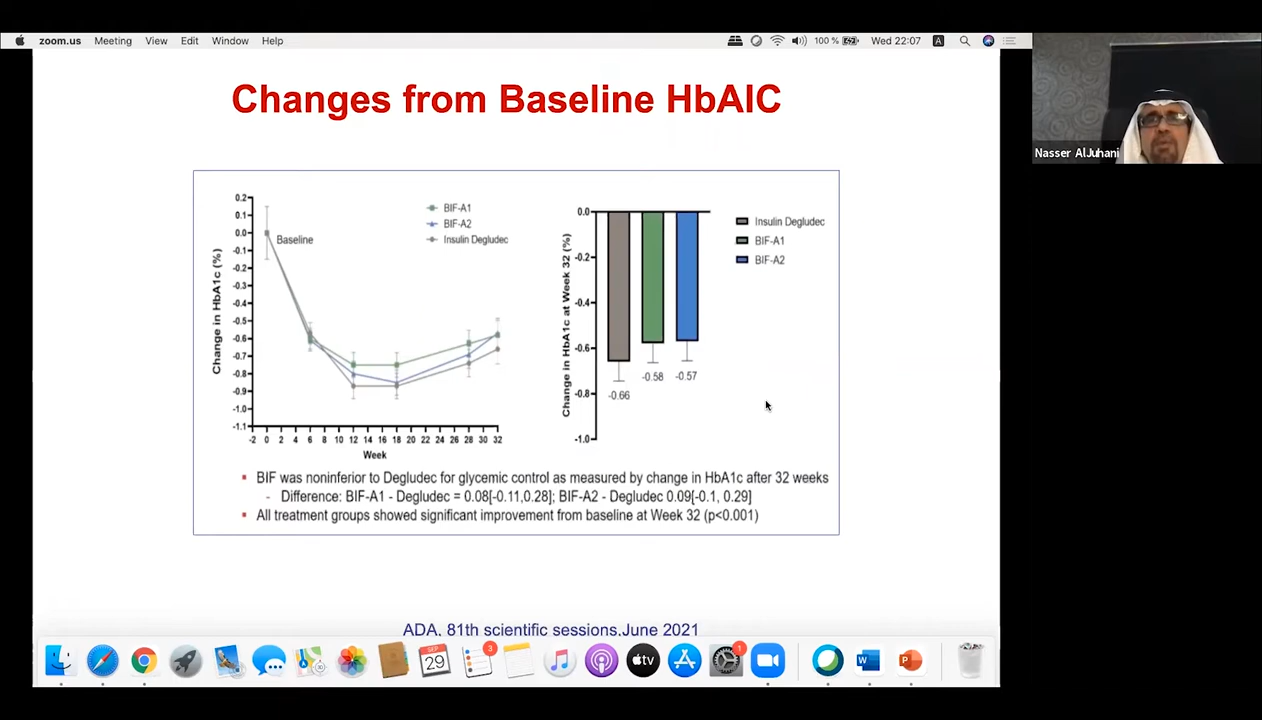 zoom.us Meeting View Edit Window Help 100 % Wed 22:07 A
Changes from Baseline HbAIC
Nasser AlJuhani
Change in HbA1c (%)
0.2
0.1
0.0
-0.1
-0.2
-0.3
-0.4
-0.5
-0.6
-0.7
-0.8
-0.9
-1.0
-1.1
Baseline
BIF-A1
BIF-A2
Insulin Degludec
-2 0 2 4 6 8 10 12 14 16 18 20 22 24 26 28 30 32
Week
Change in HbA1c at Week 32 (%)
0.0
-0.2
-0.4
-0.6
-0.8
-1.0
-0.66
-0.58
-0.57
Insulin Degludec
BIF-A1
BIF-A2
BIF was noninferior to Degludec for glycemic control as measured by change in HbA1c after 32 weeks
- Difference: BIF-A1 - Degludec = 0.08[-0.11,0.28]; BIF-A2 - Degludec 0.09[-0.1, 0.29]
All treatment groups showed significant improvement from baseline at Week 32 (p<0.001)
ADA, 81th scientific sessions,June 2021
SEP
29
3
tv
1
W
P